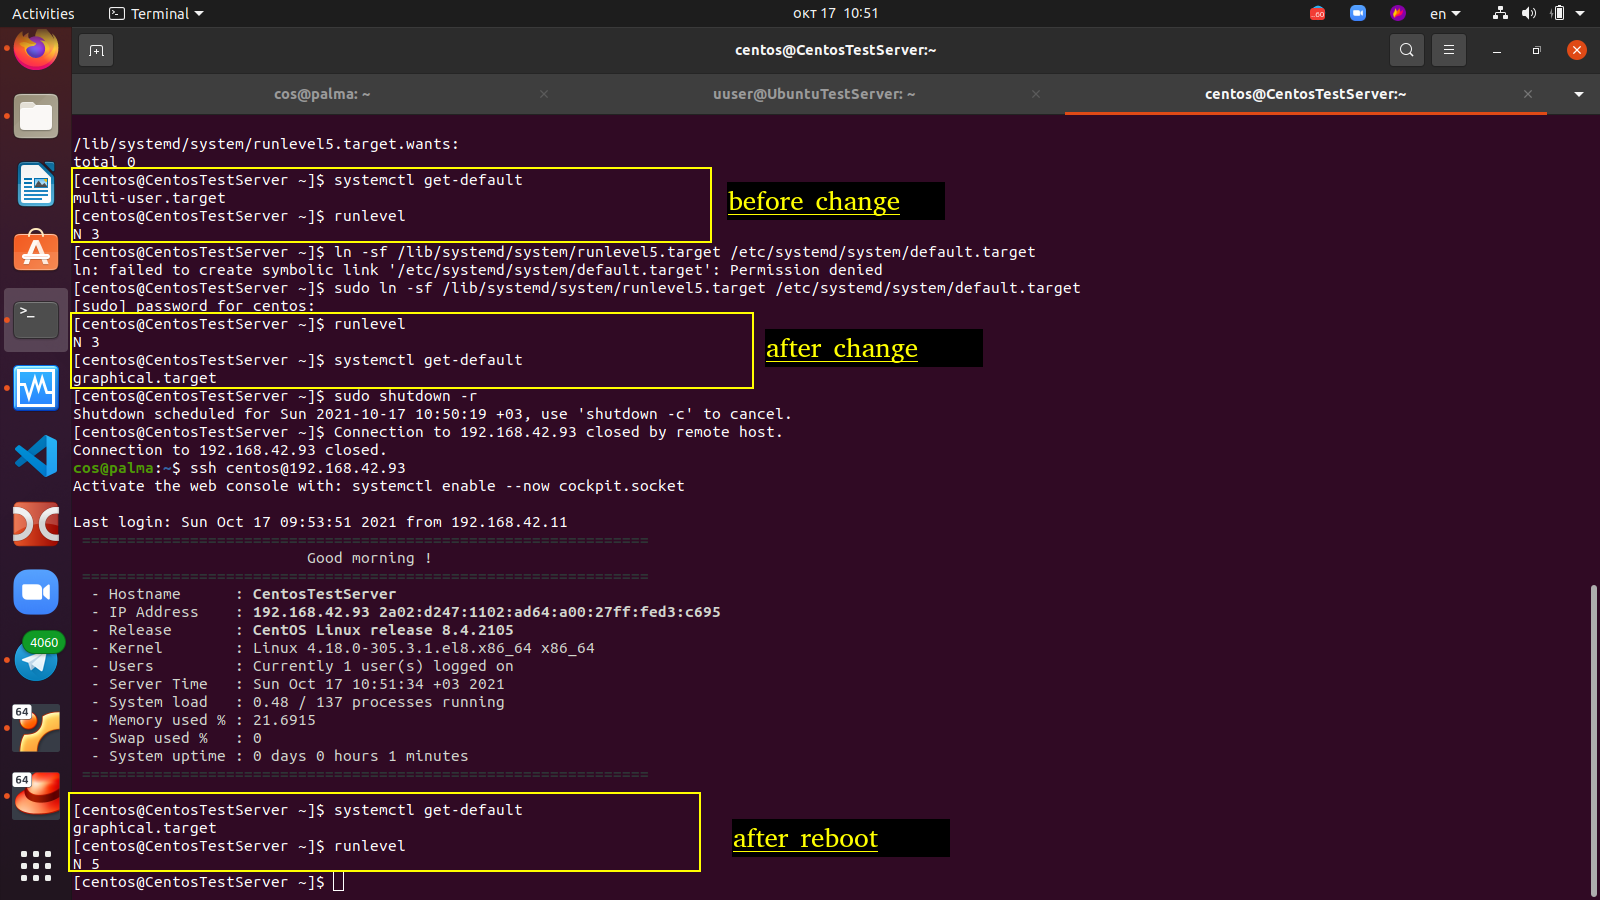 Activities
Terminal
окт 17 10:51
60
en
centos@CentosTestServer:~
cos@palma: ~
uuser@UbuntuTestServer: ~
centos@CentosTestServer:~
/lib/systemd/system/runlevel5.target.wants:
total 0
[centos@CentosTestServer ~]$ systemctl get-default
multi-user.target
[centos@CentosTestServer ~]$ runlevel
N 3
before change
[centos@CentosTestServer ~]$ ln -sf /lib/systemd/system/runlevel5.target /etc/systemd/system/default.target
ln: failed to create symbolic link '/etc/systemd/system/default.target': Permission denied
[centos@CentosTestServer ~]$ sudo ln -sf /lib/systemd/system/runlevel5.target /etc/systemd/system/default.target
[sudo] password for centos:
[centos@CentosTestServer ~]$ runlevel
N 3
[centos@CentosTestServer ~]$ systemctl get-default
graphical.target
after change
[centos@CentosTestServer ~]$ sudo shutdown -r
Shutdown scheduled for Sun 2021-10-17 10:50:19 +03, use 'shutdown -c' to cancel.
[centos@CentosTestServer ~]$ Connection to 192.168.42.93 closed by remote host.
Connection to 192.168.42.93 closed.
cos@palma:~$ ssh centos@192.168.42.93
Activate the web console with: systemctl enable --now cockpit.socket
Last login: Sun Oct 17 09:53:51 2021 from 192.168.42.11
===============================================================
Good morning !
===============================================================
- Hostname : CentosTestServer
- IP Address : 192.168.42.93 2a02:d247:1102:ad64:a00:27ff:fed3:c695
- Release : CentOS Linux release 8.4.2105
- Kernel : Linux 4.18.0-305.3.1.el8.x86_64 x86_64
- Users : Currently 1 user(s) logged on
- Server Time : Sun Oct 17 10:51:34 +03 2021
- System load : 0.48 / 137 processes running
- Memory used % : 21.6915
- Swap used % : 0
- System uptime : 0 days 0 hours 1 minutes
===============================================================
[centos@CentosTestServer ~]$ systemctl get-default
graphical.target
[centos@CentosTestServer ~]$ runlevel
N 5
after reboot
[centos@CentosTestServer ~]$
4060
64
64